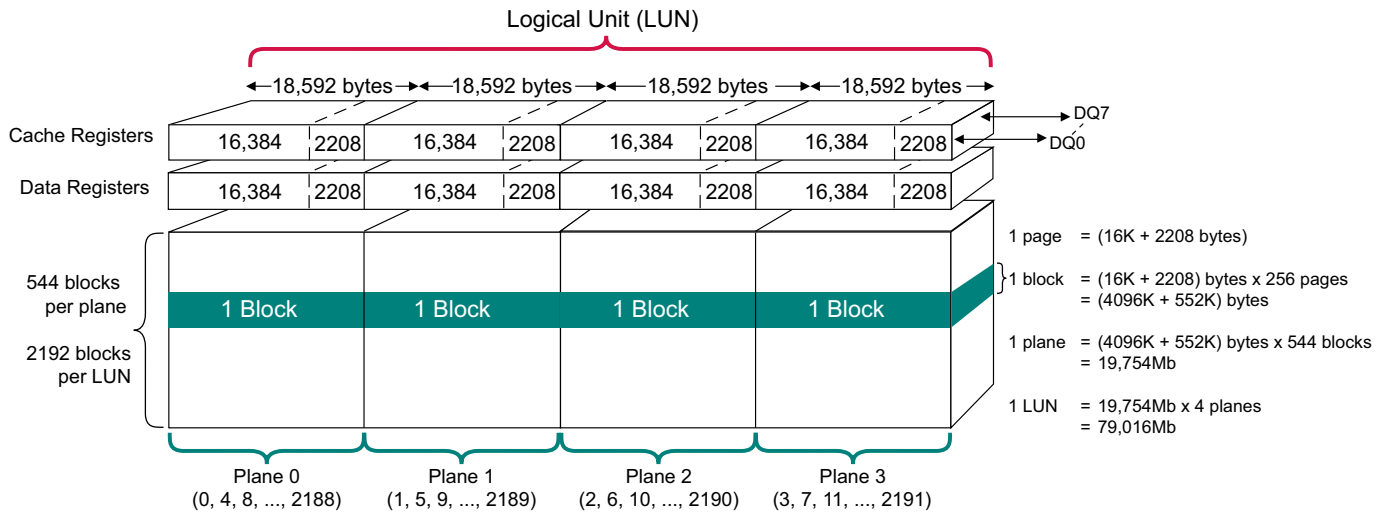 Logical Unit (LUN)
18,592 bytes 18,592 bytes 18,592 bytes 18,592 bytes
DQ7
DQ0
Cache Registers 16,384 2208 16,384 2208 16,384 2208 16,384 2208
Data Registers 16,384 2208 16,384 2208 16,384 2208 16,384 2208
1 page = (16K + 2208 bytes)
544 blocks
per plane
1 Block 1 Block 1 Block 1 Block
1 block = (16K + 2208) bytes x 256 pages
= (4096K + 552K) bytes
2192 blocks
per LUN
1 plane = (4096K + 552K) bytes x 544 blocks
= 19,754Mb
1 LUN = 19,754Mb x 4 planes
= 79,016Mb
Plane 0 Plane 1 Plane 2 Plane 3
(0, 4, 8, ..., 2188) (1, 5, 9, ..., 2189) (2, 6, 10, ..., 2190) (3, 7, 11, ..., 2191)